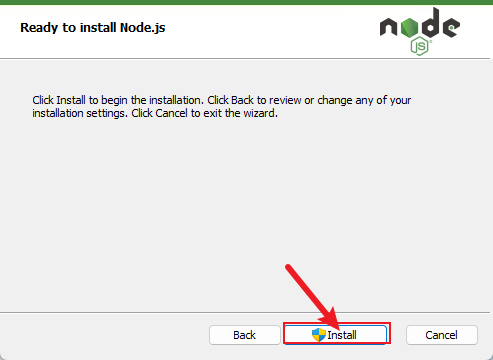 Ready to install Node.js
node
JS
Click Install to begin the installation. Click Back to review or change any of your
installation settings. Click Cancel to exit the wizard.
Back
Install
Cancel